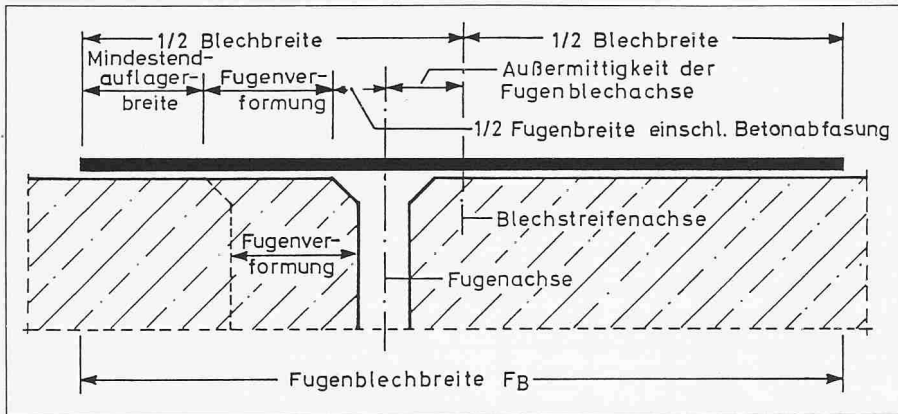 1/2 Blechbreite
1/2 Blechbreite
Mindestend-
auflager-
breite
Fugenver-
formung
Außermittigkeit der
Fugenblechachse
1/2 Fugenbreite einschl. Betonabfasung
Blechstreifenachse
Fugenver-
formung
Fugenachse
Fugenblechbreite FB